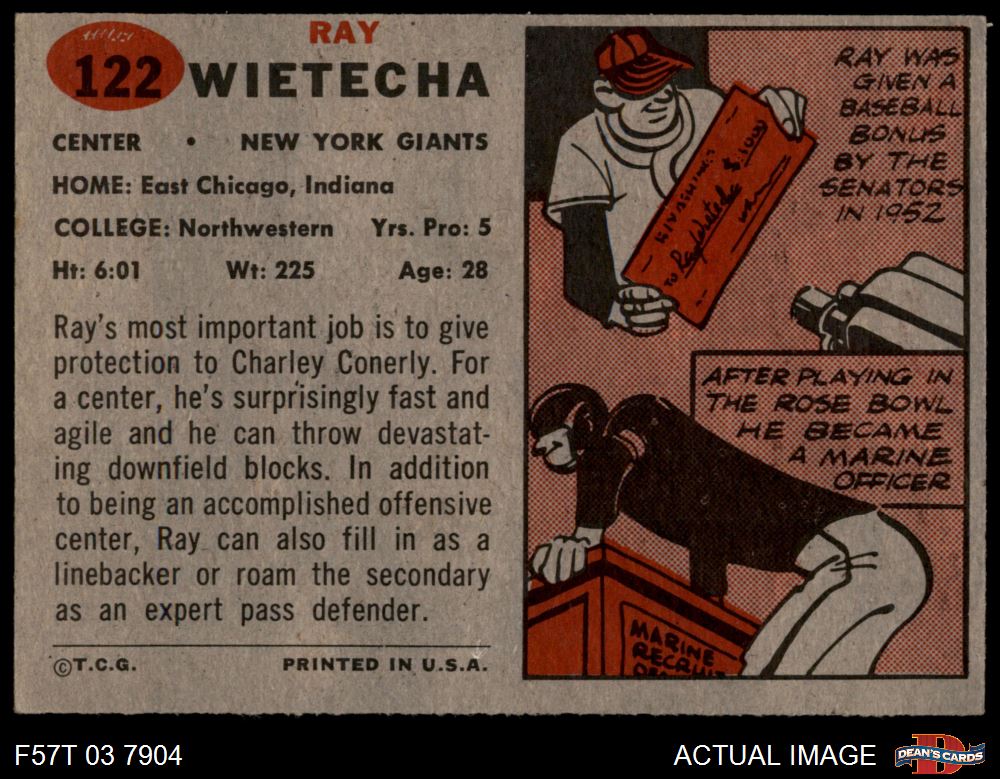 122
RAY
WIETECHA
CENTER • NEW YORK GIANTS
HOME: East Chicago, Indiana
COLLEGE: Northwestern Yrs. Pro: 5
Ht: 6:01 Wt: 225 Age: 28
Ray's most important job is to give
protection to Charley Conerly. For
a center, he's surprisingly fast and
agile and he can throw devastat-
ing downfield blocks. In addition
to being an accomplished offensive
center, Ray can also fill in as a
linebacker or roam the secondary
as an expert pass defender.
©T.C.G. PRINTED IN U.S.A.
RAY WAS
GIVEN A
BASEBALL
BONUS
BY THE
SENATORS
IN 1952
TO Ray Wietecha
AFTER PLAYING IN
THE ROSE BOWL
HE BECAME
A MARINE
OFFICER
MARINE
RECRUIT
F57T 03 7904
ACTUAL IMAGE
DEAN'S CARDS